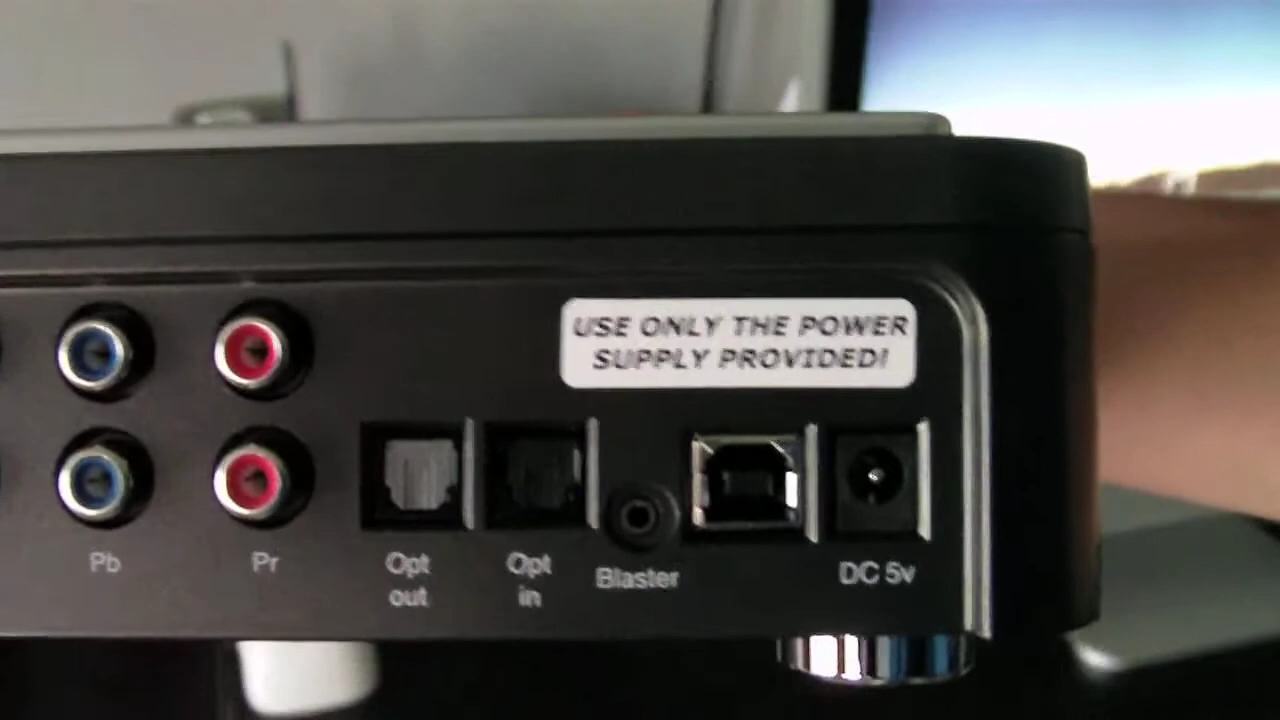 USE ONLY THE POWER
SUPPLY PROVIDED!
Pb
Pr
Opt
out
Opt
in
Blaster
DC 5v